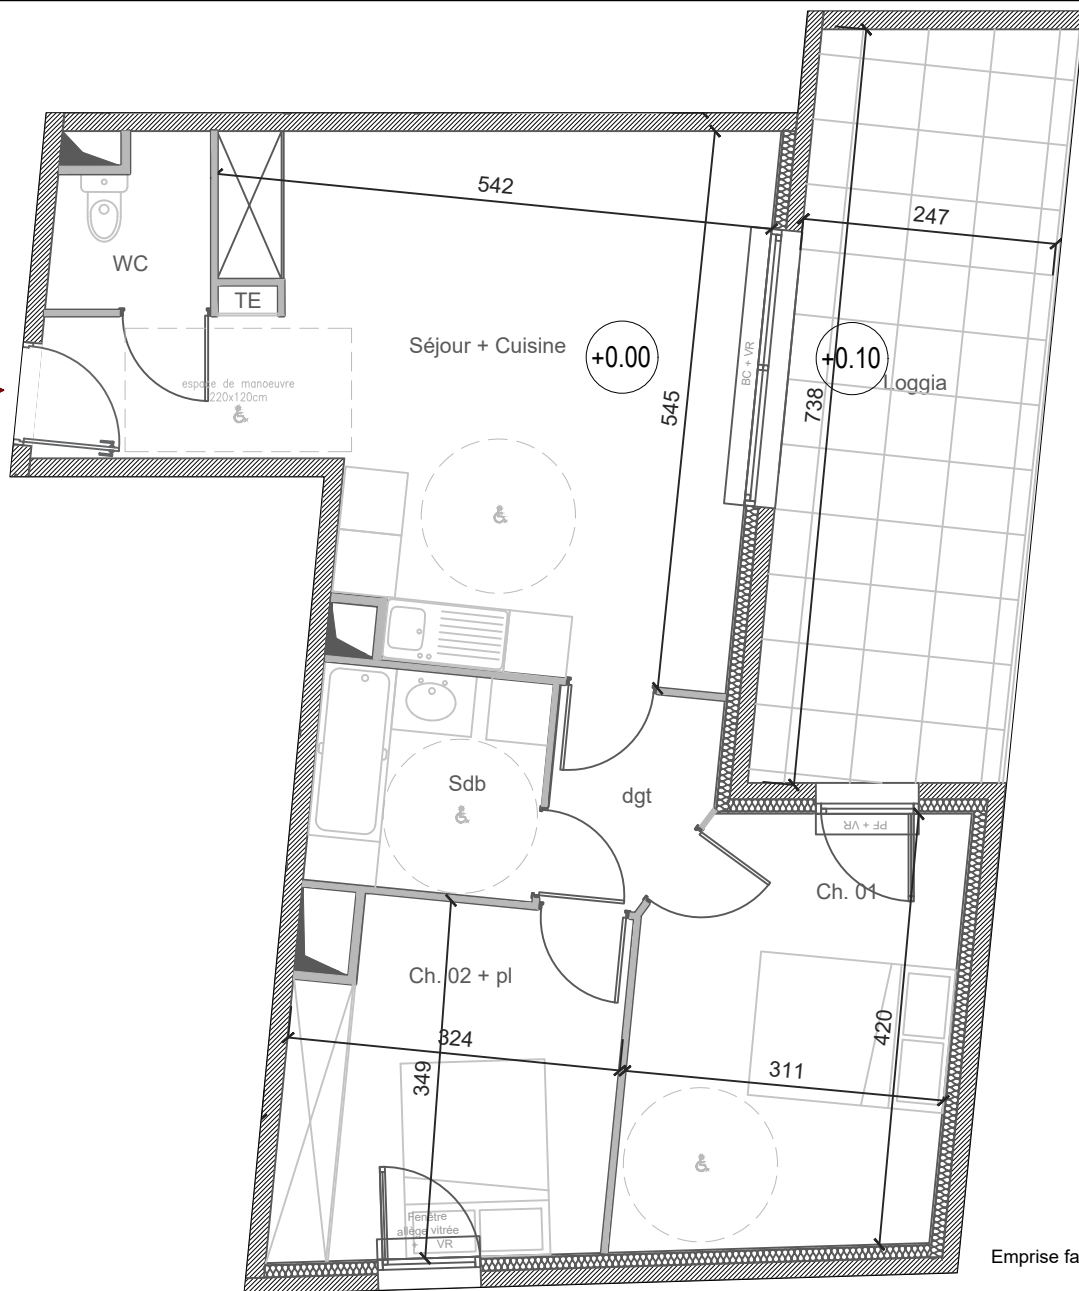 542
247
WC
TE
Séjour + Cuisine
+0.00
+0.10
Loggia
BC + VR
545
738
espace de manoeuvre
220x120cm
Sdb
dgt
PF + VR
Ch. 01
Ch. 02 + pl
324
349
311
420
Fenêtre
allège vitrée
+ VR
Emprise fa